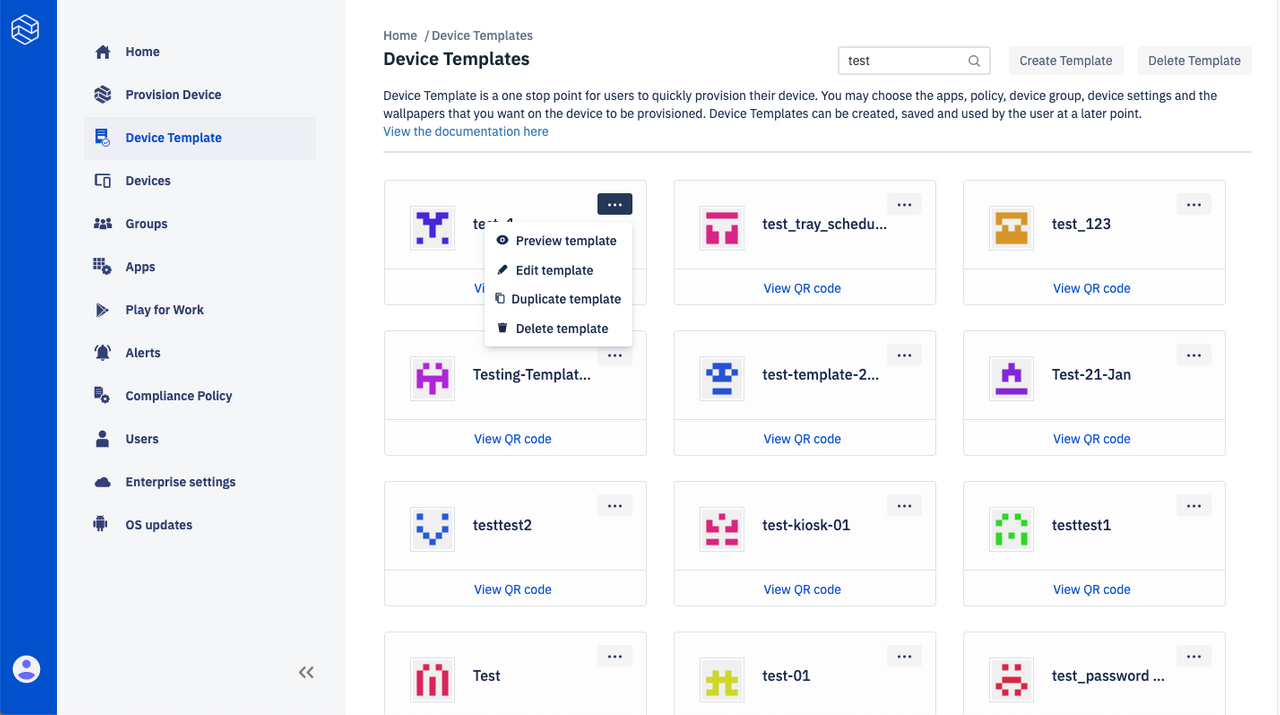 Home
Provision Device
Device Template
Devices
Groups
Apps
Play for Work
Alerts
Compliance Policy
Users
Enterprise settings
OS updates
Home / Device Templates
Device Templates
test
Create Template
Delete Template
Device Template is a one stop point for users to quickly provision their device. You may choose the apps, policy, device group, device settings and the
wallpapers that you want on the device to be provisioned. Device Templates can be created, saved and used by the user at a later point.
View the documentation here
Preview template
Edit template
Duplicate template
Delete template
test_tray_schedu...
View QR code
test_123
View QR code
Testing-Templat...
View QR code
test-template-2...
View QR code
Test-21-Jan
View QR code
testtest2
View QR code
test-kiosk-01
View QR code
testtest1
View QR code
Test
test-01
test_password ...